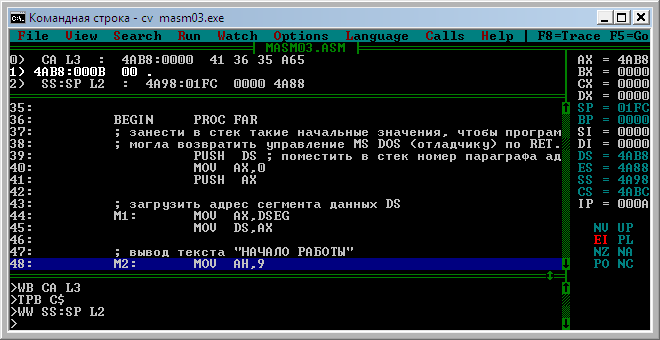 Командная строка - cv masm03.exe
File View Search Run Watch Options Language Calls Help | F8=Trace F5=Go
MASM03.ASM
0) CA L3 : 4AB8:0000 41 36 35 A65
1) 4AB8:000B 00 .
2) SS:SP L2 : 4A98:01FC 0000 4A88
35:
36: BEGIN PROC FAR
37: ; занести в стек такие начальные значения, чтобы програм
38: ; могла возвратить управление MS DOS (отладчику) по RET.
39: PUSH DS ; поместить в стек номер параграфа ад
40: MOV AX,0
41: PUSH AX
42:
43: ; загрузить адрес сегмента данных DS
44: M1: MOV AX,DSEG
45: MOV DS,AX
46:
47: ; вывод текста "НАЧАЛО РАБОТЫ"
48: M2: MOV AH,9
>WB CA L3
>TPB C$
>WW SS:SP L2
>
AX = 4AB8
BX = 0000
CX = 0000
DX = 0000
SP = 01FC
BP = 0000
SI = 0000
DI = 0000
DS = 4AB8
ES = 4A88
SS = 4A98
CS = 4ABC
IP = 000A
NV UP
EI PL
NZ NA
PO NC